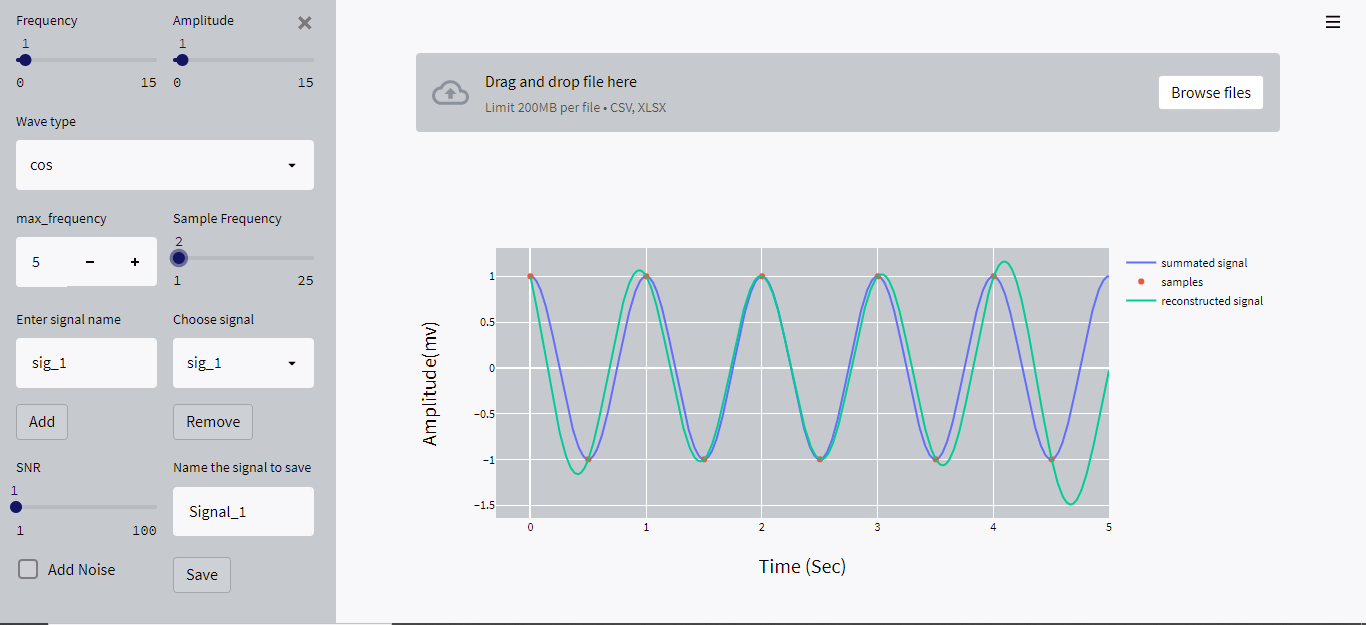 Frequency
Amplitude
1
1
0
15
0
15
Wave type
cos
max_frequency
Sample Frequency
5
2
1
25
Enter signal name
Choose signal
sig_1
sig_1
Add
Remove
SNR
Name the signal to save
1
1
100
Signal_1
Add Noise
Save
Drag and drop file here
Limit 200MB per file • CSV, XLSX
Browse files
summated signal
samples
reconstructed signal
Amplitude(mv)
1
0.5
0
−0.5
−1
−1.5
0
1
2
3
4
5
Time (Sec)